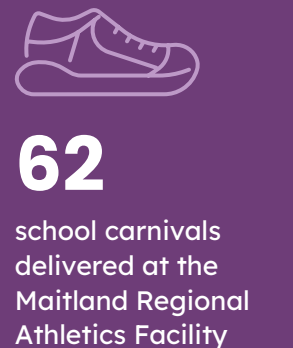 62
school carnivals
delivered at the
Maitland Regional
Athletics Facility